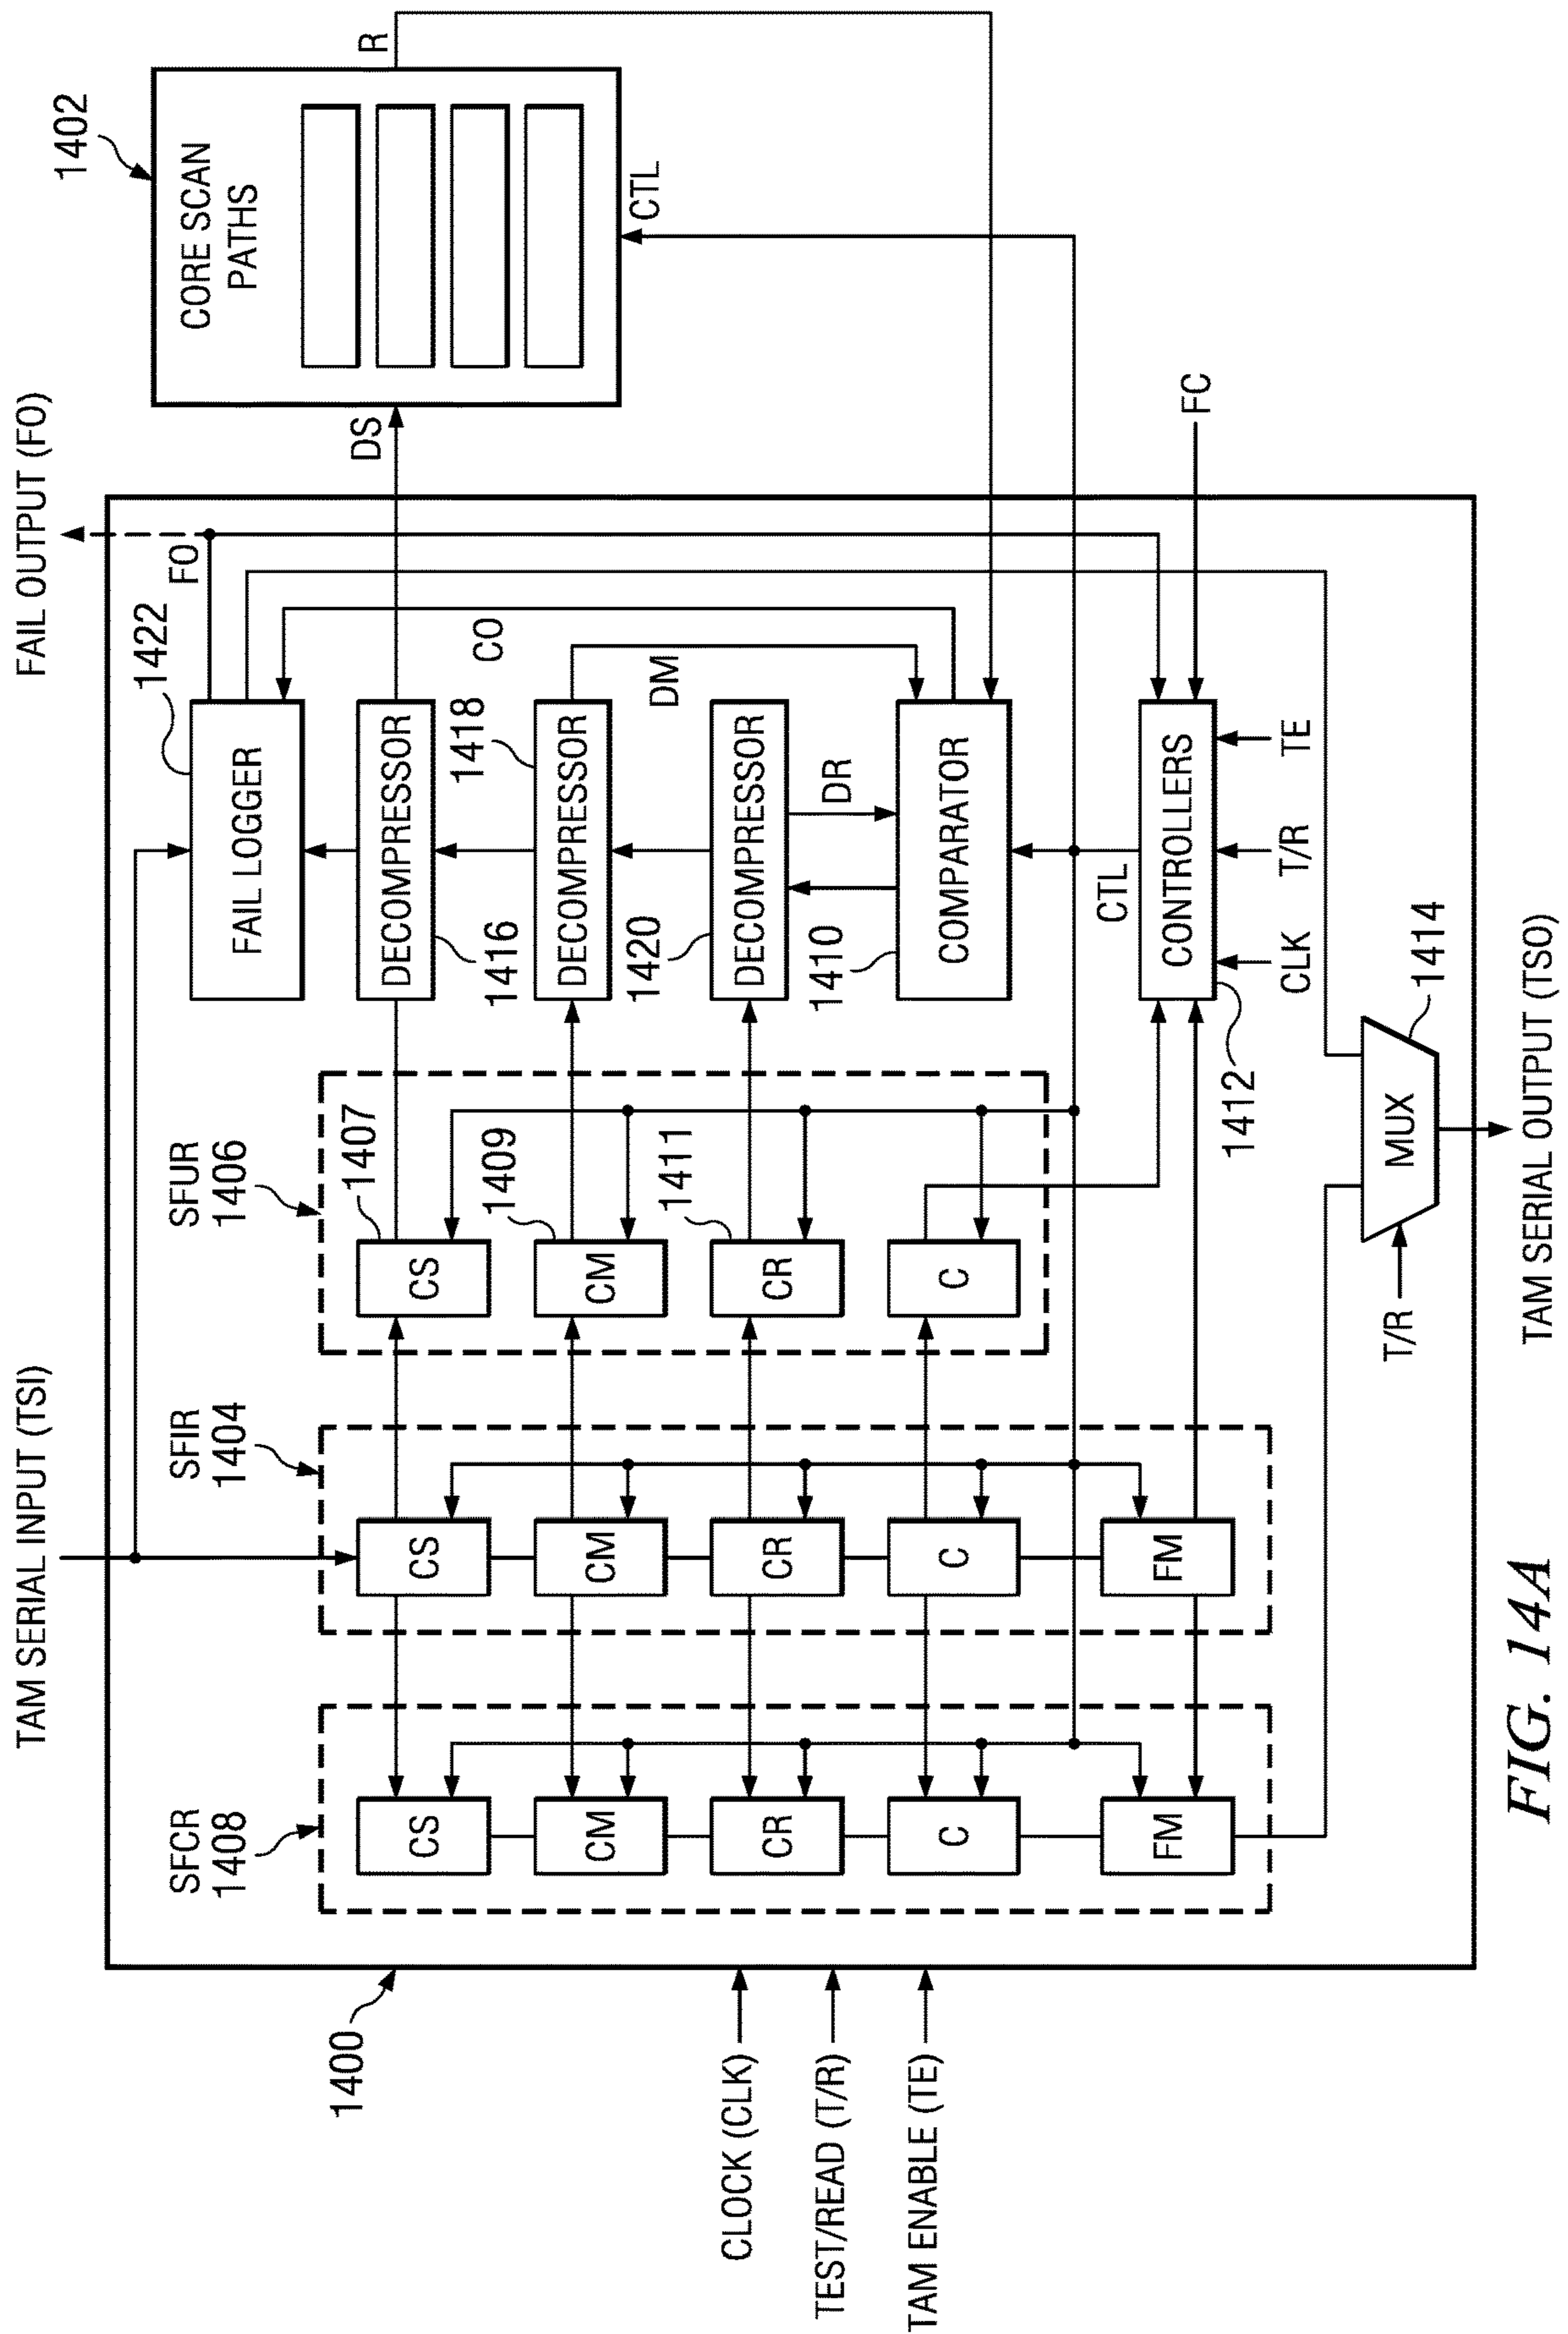 TAM SERIAL INPUT (TSI)
FAIL OUTPUT (FO)
1400
CLOCK (CLK)
TEST/READ (T/R)
TAM ENABLE (TE)
SFCR
1408
CS
CM
CR
C
FM
SFIR
1404
CS
CM
CR
C
FM
SFUR
1406
1407
CS
1409
CM
1411
CR
C
1422
FAIL LOGGER
FO
1416
DECOMPRESSOR
DS
1418
DECOMPRESSOR
CO
DM
1420
DECOMPRESSOR
DR
1410
COMPARATOR
CTL
1412
CONTROLLERS
CLK
T/R
TE
FC
1402
CORE SCAN
PATHS
R
CTL
T/R
MUX
1414
TAM SERIAL OUTPUT (TSO)
FIG. 14A